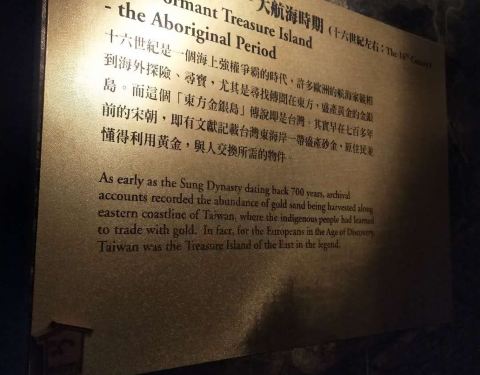 大航海時期(十六世紀左右;The 16th Century)
ormant Treasure Island
- the Aboriginal Period
十六世紀是一個海上強權爭霸的時代,許多歐洲的航海家競相
到海外探險、尋寶,尤其是尋找傳聞在東方,盛產黃金的金銀
島。而這個「東方金銀島」傳說即是台灣。其實早在七百多年
前的宋朝,即有文獻記載台灣東海岸一帶盛產砂金,原住民並
懂得利用黃金,與人交換所需的物件。
As early as the Sung Dynasty dating back 700 years, archival
accounts recorded the abundance of gold sand being harvested along
eastern coastline of Taiwan, where the indigenous people had learned
to trade with gold. In fact, for the Europeans in the Age of Discovery,
Taiwan was the Treasure Island of the East in the legend.